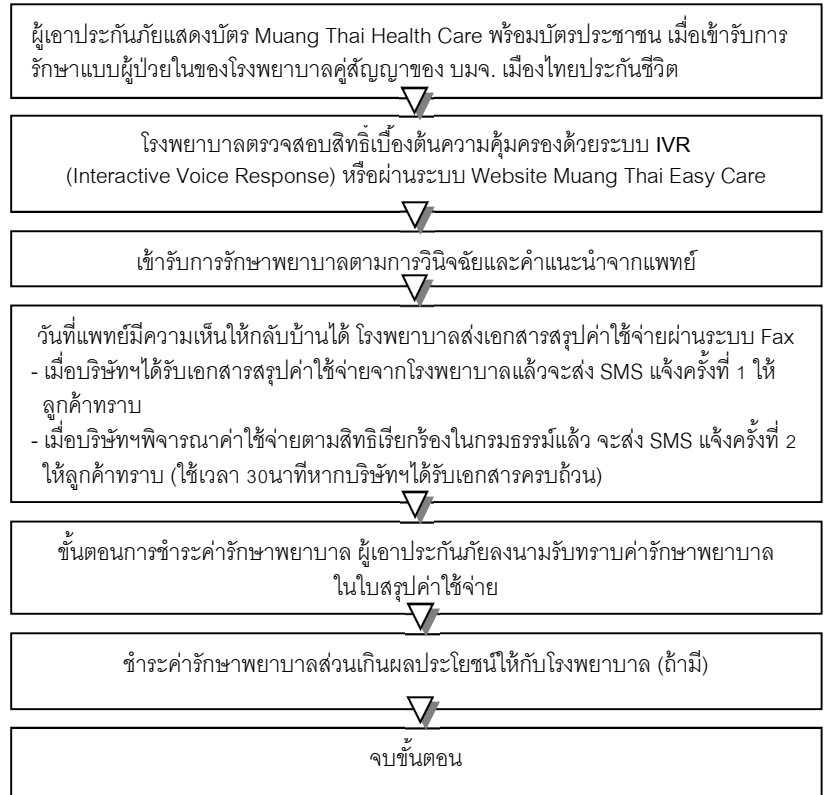 ผู้เอาประกันภัยแสดงบัตร Muang Thai Health Care พร้อมบัตรประชาชน เมื่อเข้ารับการ
รักษาแบบผู้ป่วยในของโรงพยาบาลคู่สัญญาของ บมจ. เมืองไทยประกันชีวิต
โรงพยาบาลตรวจสอบสิทธิ์เบื้องต้นความคุ้มครองด้วยระบบ IVR
(Interactive Voice Response) หรือผ่านระบบ Website Muang Thai Easy Care
เข้ารับการรักษาพยาบาลตามการวินิจฉัยและคำแนะนำจากแพทย์
วันที่แพทย์มีความเห็นให้กลับบ้านได้ โรงพยาบาลส่งเอกสารสรุปค่าใช้จ่ายผ่านระบบ Fax
- เมื่อบริษัทฯได้รับเอกสารสรุปค่าใช้จ่ายจากโรงพยาบาลแล้วจะส่ง SMS แจ้งครั้งที่ 1 ให้
ลูกค้าทราบ
- เมื่อบริษัทฯพิจารณาค่าใช้จ่ายตามสิทธิเรียกร้องในกรมธรรม์แล้ว จะส่ง SMS แจ้งครั้งที่ 2
ให้ลูกค้าทราบ (ใช้เวลา 30นาทีหากบริษัทฯได้รับเอกสารครบถ้วน)
ขั้นตอนการชำระค่ารักษาพยาบาล ผู้เอาประกันภัยลงนามรับทราบค่ารักษาพยาบาล
ในใบสรุปค่าใช้จ่าย
ชำระค่ารักษาพยาบาลส่วนเกินผลประโยชน์ให้กับโรงพยาบาล (ถ้ามี)
จบขั้นตอน